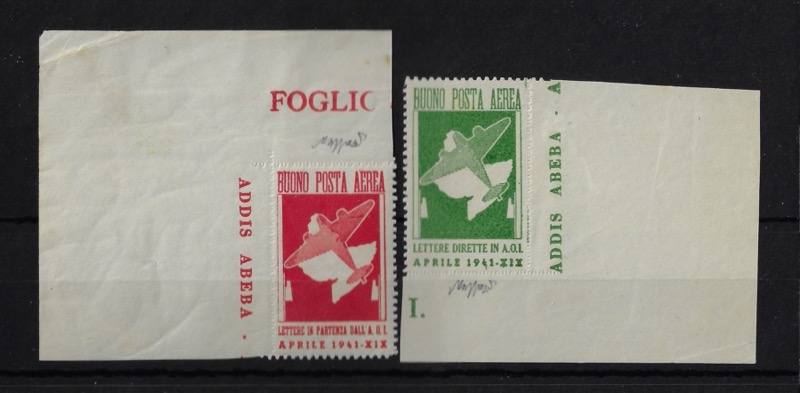 FOGLIO
ADDIS ABEBA ·
BUONO POSTA AEREA
LETTERE IN PARTENZA DALL'A.O.I.
APRILE 1941-XIX
BUONO POSTA AEREA
LETTERE DIRETTE IN A.O.I.
APRILE 1941-XIX
ADDIS ABEBA · A
I.